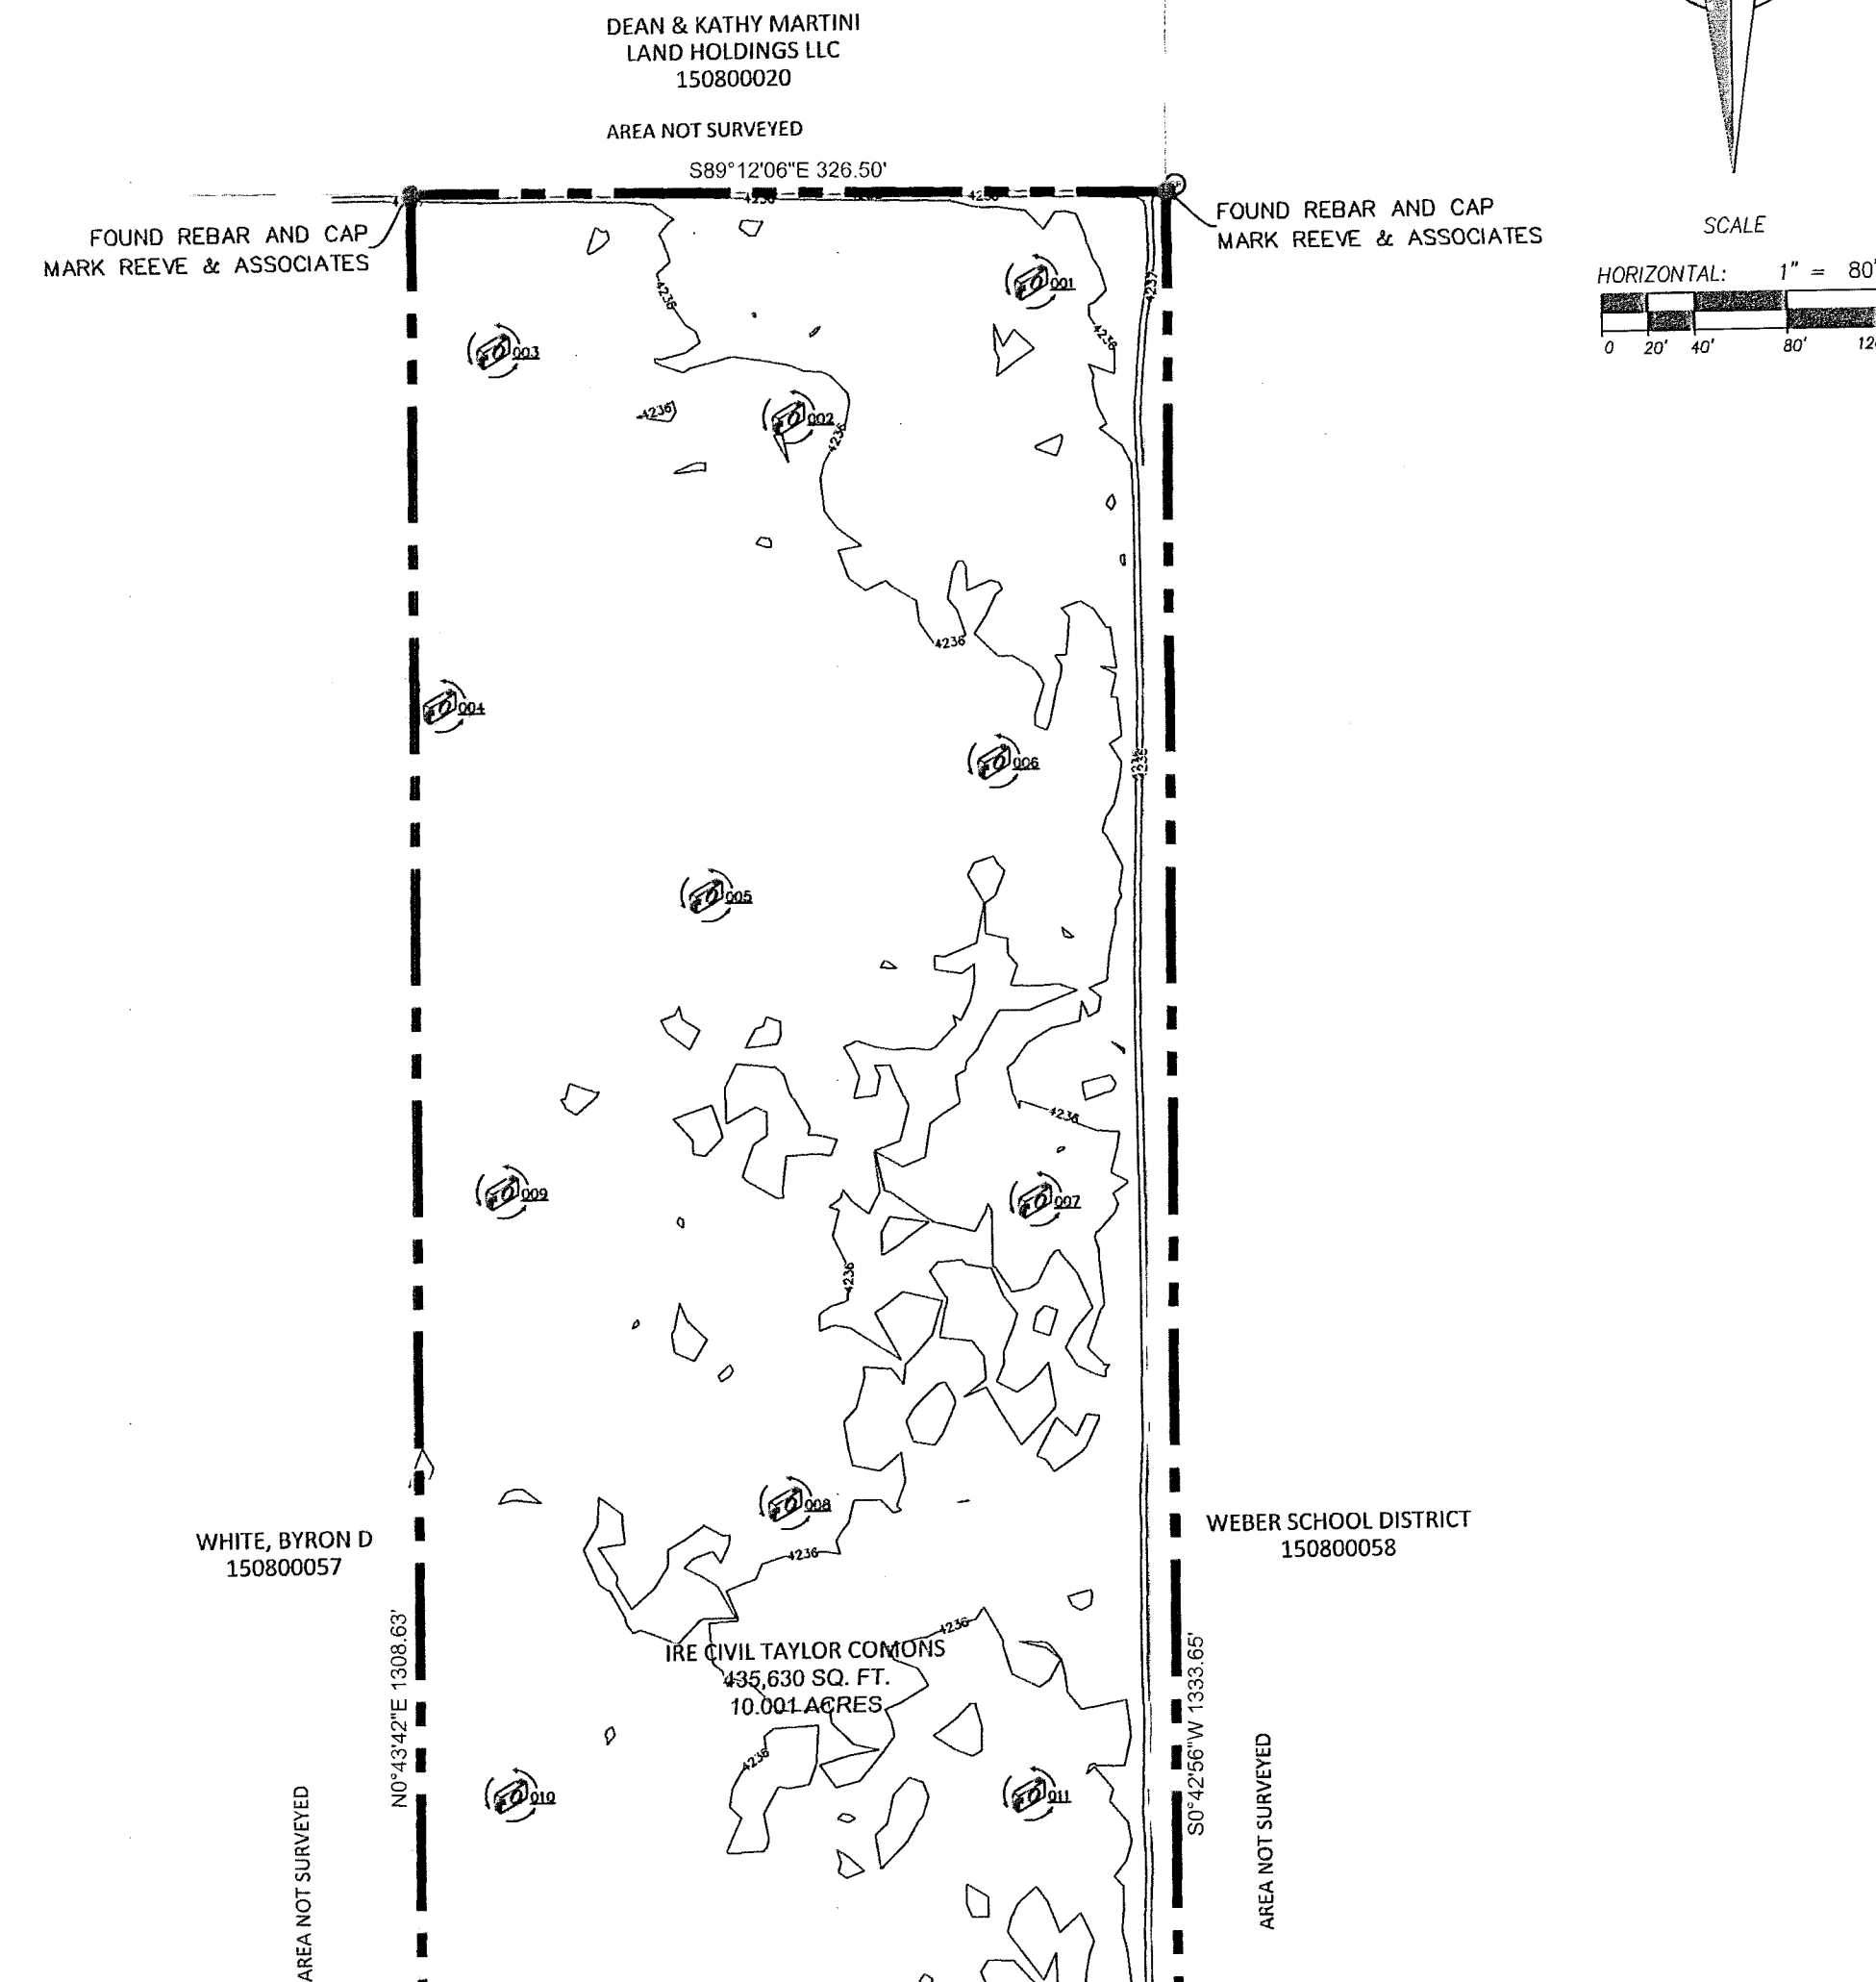 DEAN & KATHY MARTINI
LAND HOLDINGS LLC
150800020
AREA NOT SURVEYED
S89°12'06"E 326.50'
FOUND REBAR AND CAP
MARK REEVE & ASSOCIATES
FOUND REBAR AND CAP
MARK REEVE & ASSOCIATES
SCALE
HORIZONTAL: 1" = 80'
0 20' 40' 80'
4236
4236
001
4237
4236
4236
003
4236
002
4236
4236
004
006
005
4236
009
007
4236
008
4236
WHITE, BYRON D
150800057
WEBER SCHOOL DISTRICT
150800058
N0°43'42"E 1308.63'
S0°42'56"W 1333.65'
4236
IRE CIVIL TAYLOR COMONS
435,630 SQ. FT.
10.001 ACRES
4236
010
011
AREA NOT SURVEYED
AREA NOT SURVEYED